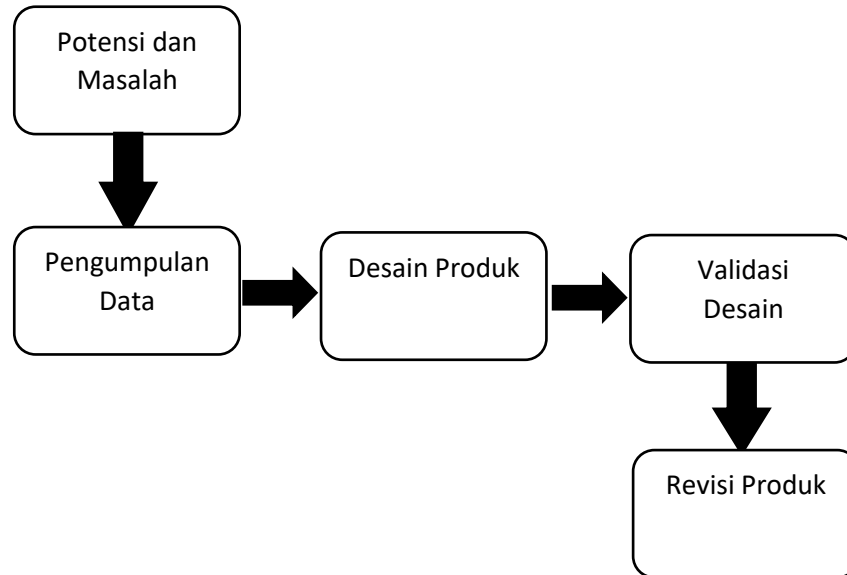 Potensi dan
Masalah
Pengumpulan
Data
Desain Produk
Validasi
Desain
Revisi Produk